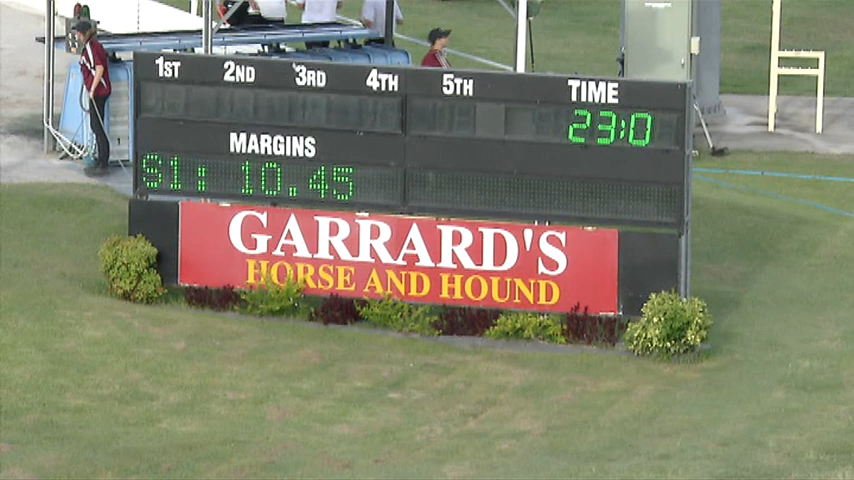 1ST 2ND 3RD 4TH 5TH TIME
23:0
MARGINS
S1: 10.45
GARRARD'S
HORSE AND HOUND